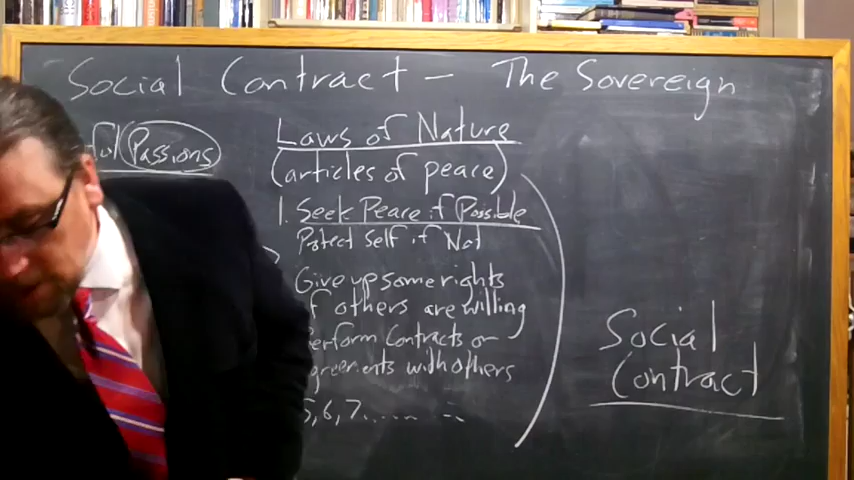 Social Contract – The Sovereign
ful Passions
Laws of Nature
(articles of peace)
1. Seek Peace if Possible
Protect Self if Not
Give up some rights
if others are willing
Perform Contracts or
agreements with others
5, 6, 7.....
Social
Contract